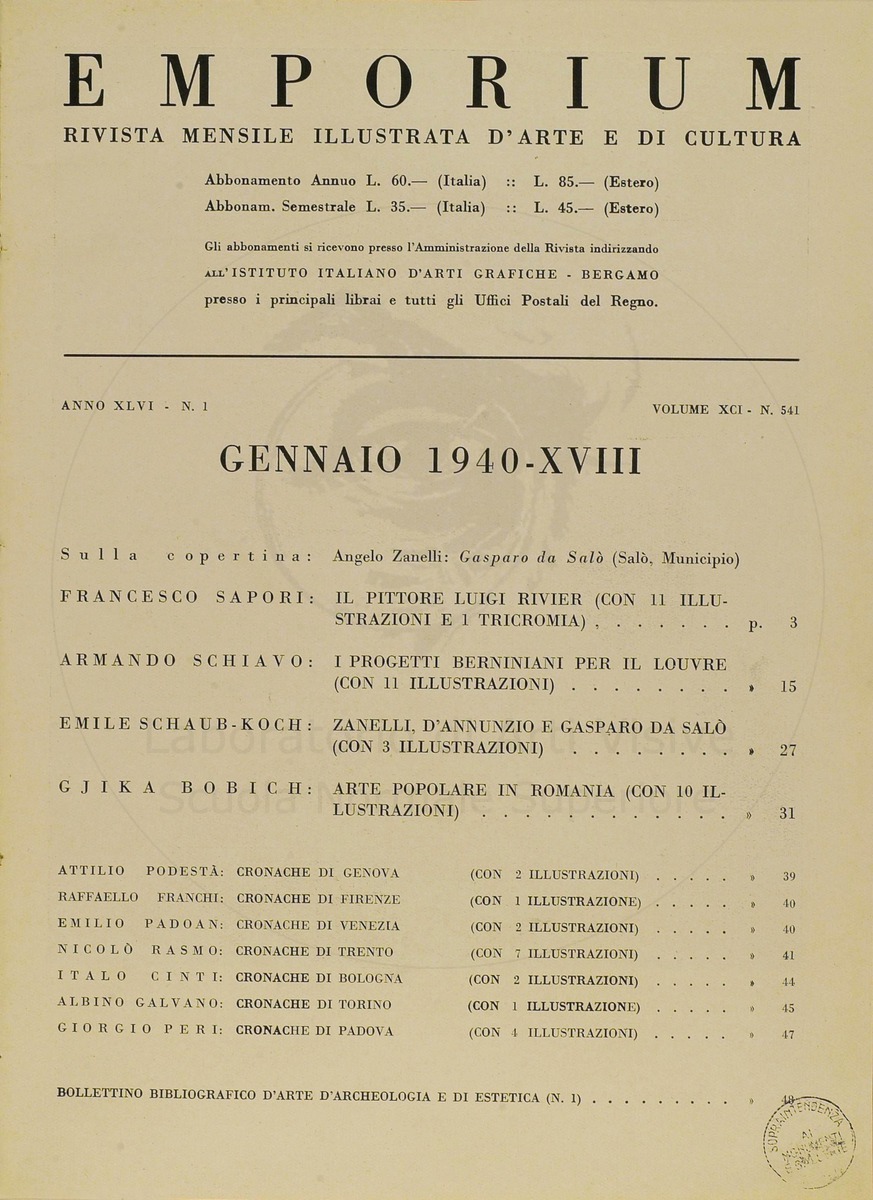 EMPORIUM
RIVISTA MENSILE ILLUSTRATA D'ARTE E DI CULTURA
Abbonamento Annuo L. 60.— (Italia) :: L. 85.— (Estero)
Abbonam. Semestrale L. 35.— (Italia) :: L. 45.— (Estero)
Gli abbonamenti si ricevono presso l'Amministrazione della Rivista indirizzando
ALL'ISTITUTO ITALIANO D'ARTI GRAFICHE - BERGAMO
presso i principali librai e tutti gli Uffici Postali del Regno.
ANNO XLVI - N. 1 VOLUME XCI - N. 541
GENNAIO 1940-XVIII
Sulla copertina: Angelo Zanelli: Gasparo da Salò (Salò, Municipio)
FRANCESCO SAPORI: IL PITTORE LUIGI RIVIER (CON 11 ILLU-
STRAZIONI E 1 TRICROMIA) . . . . . . . p. 3
ARMANDO SCHIAVO: I PROGETTI BERNINIANI PER IL LOUVRE
(CON 11 ILLUSTRAZIONI) . . . . . . . . » 15
EMILE SCHAUB-KOCH: ZANELLI, D'ANNUNZIO E GASPARO DA SALÒ
(CON 3 ILLUSTRAZIONI) . . . . . . . . » 27
GJIKA BOBICH: ARTE POPOLARE IN ROMANIA (CON 10 IL-
LUSTRAZIONI) . . . . . . . . . . . . » 31
ATTILIO PODESTÀ: CRONACHE DI GENOVA (CON 2 ILLUSTRAZIONI) . . . . . » 39
RAFFAELLO FRANCHI: CRONACHE DI FIRENZE (CON 1 ILLUSTRAZIONE) . . . . . » 40
EMILIO PADOAN: CRONACHE DI VENEZIA (CON 2 ILLUSTRAZIONI) . . . . . » 40
NICOLÒ RASMO: CRONACHE DI TRENTO (CON 7 ILLUSTRAZIONI) . . . . . » 41
ITALO CINTI: CRONACHE DI BOLOGNA (CON 2 ILLUSTRAZIONI) . . . . . » 44
ALBINO GALVANO: CRONACHE DI TORINO (CON 1 ILLUSTRAZIONE) . . . . . » 45
GIORGIO PERI: CRONACHE DI PADOVA (CON 4 ILLUSTRAZIONI) . . . . . » 47
BOLLETTINO BIBLIOGRAFICO D'ARTE D'ARCHEOLOGIA E DI ESTETICA (N. 1) . . . . . . . . . » 48
SOPRAINTENDENZA
AI